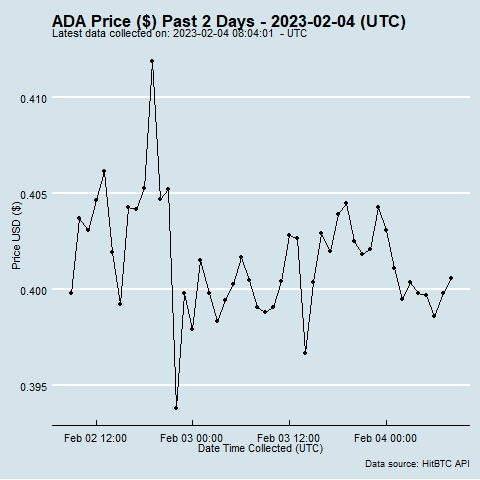 ADA Price ($) Past 2 Days - 2023-02-04 (UTC)
Latest data collected on: 2023-02-04 08:04:01 - UTC
0.410
0.405
0.400
0.395
Price USD ($)
Feb 02 12:00 Feb 03 00:00 Feb 03 12:00 Feb 04 00:00
Date Time Collected (UTC)
Data source: HitBTC API